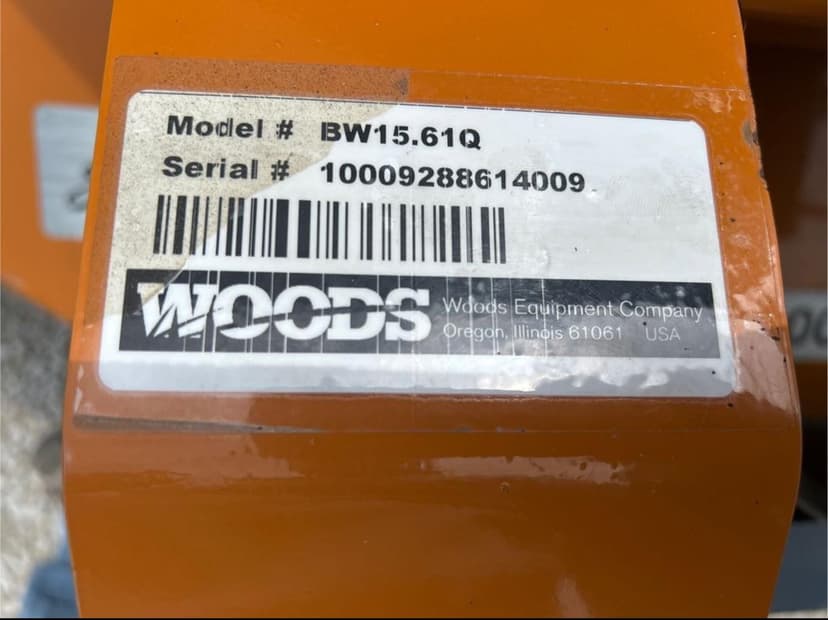 Model # BW15.61Q
Serial # 10009288614009
WOODS
Woods Equipment Company
Oregon, Illinois 61061 USA